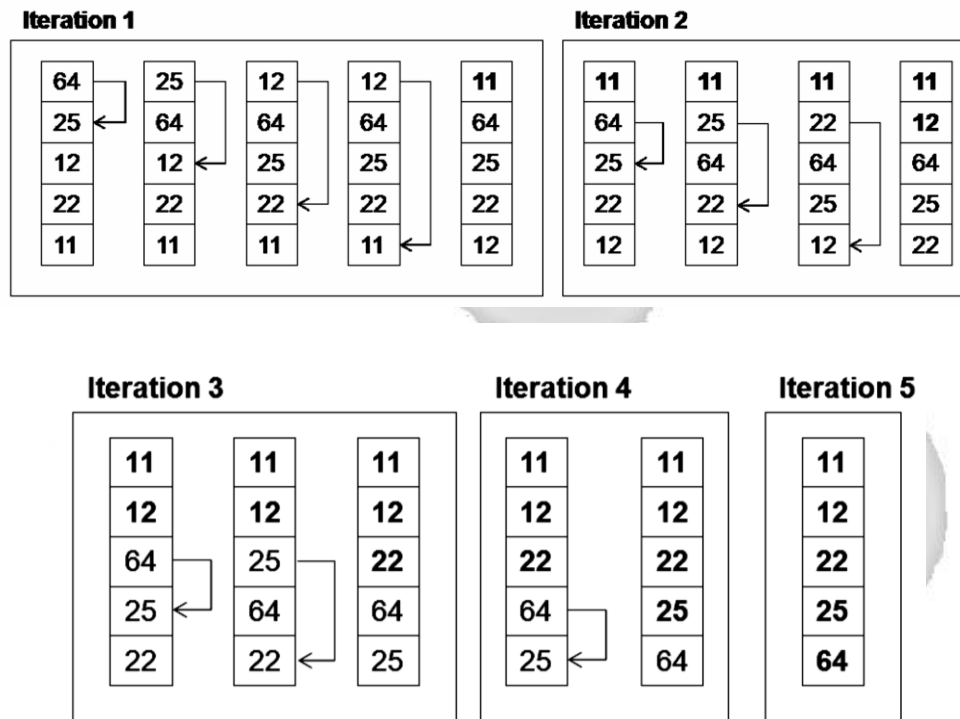 Iteration 1 Iteration 2
64 25 12 12 11 11 11 11 11
25 64 64 64 64 64 25 22 12
12 12 25 25 25 25 64 64 64
22 22 22 22 22 22 22 25 25
11 11 11 11 12 12 12 12 22
Iteration 3 Iteration 4 Iteration 5
11 11 11 11 11 11
12 12 12 12 12 12
64 25 22 22 22 22
25 64 64 64 25 25
22 22 25 25 64 64